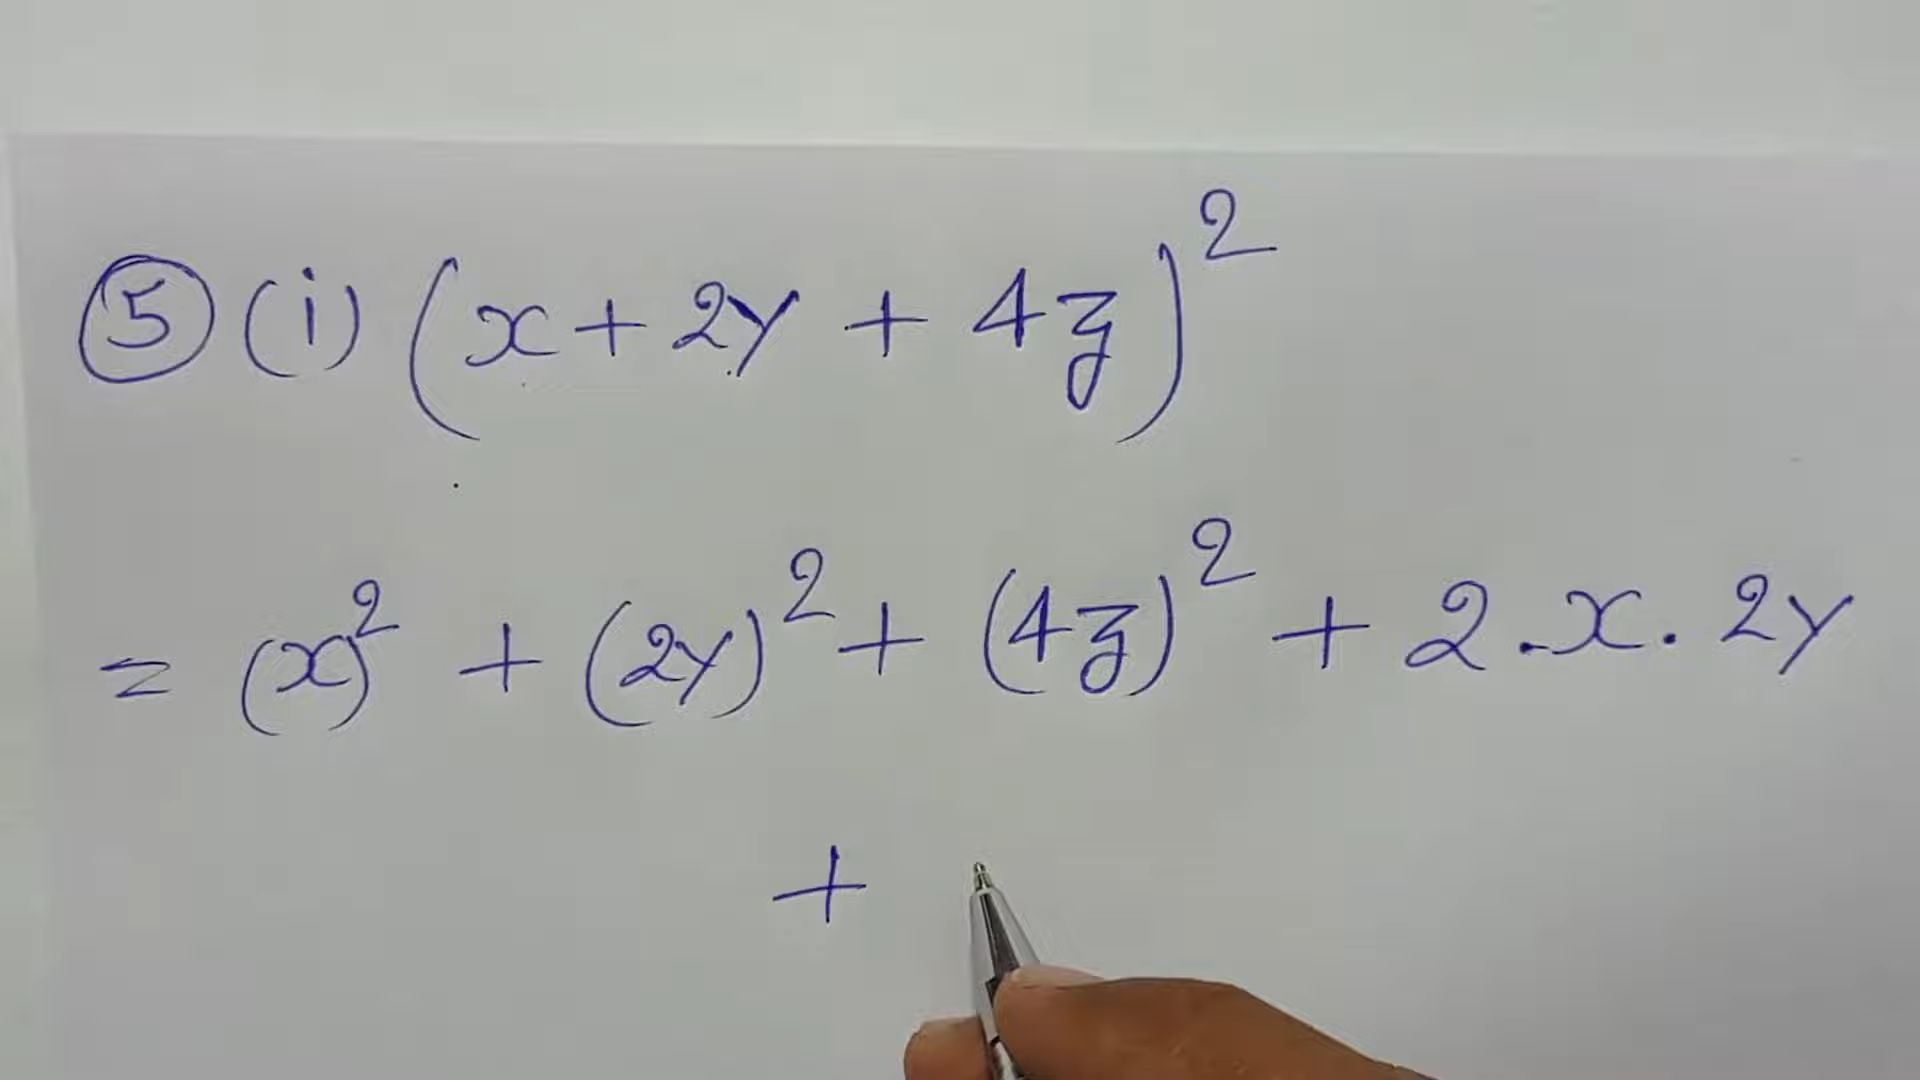 5 (i) (x + 2y + 4z)²
= (x)² + (2y)² + (4z)² + 2 . x . 2y
+